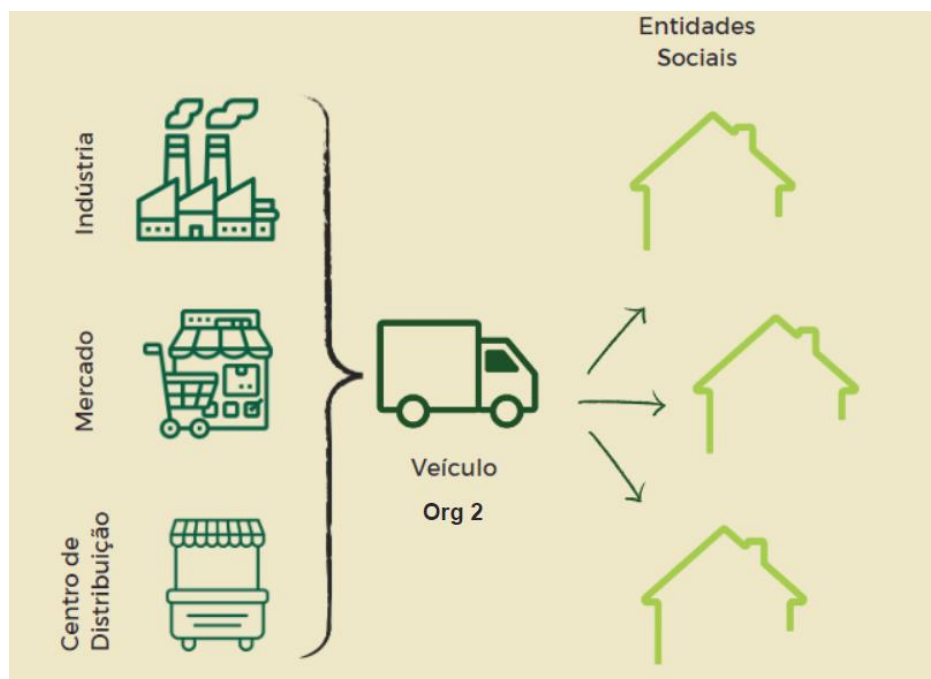 Entidades
Sociais
Indústria
Mercado
Veículo
Org 2
Centro de
Distribuição